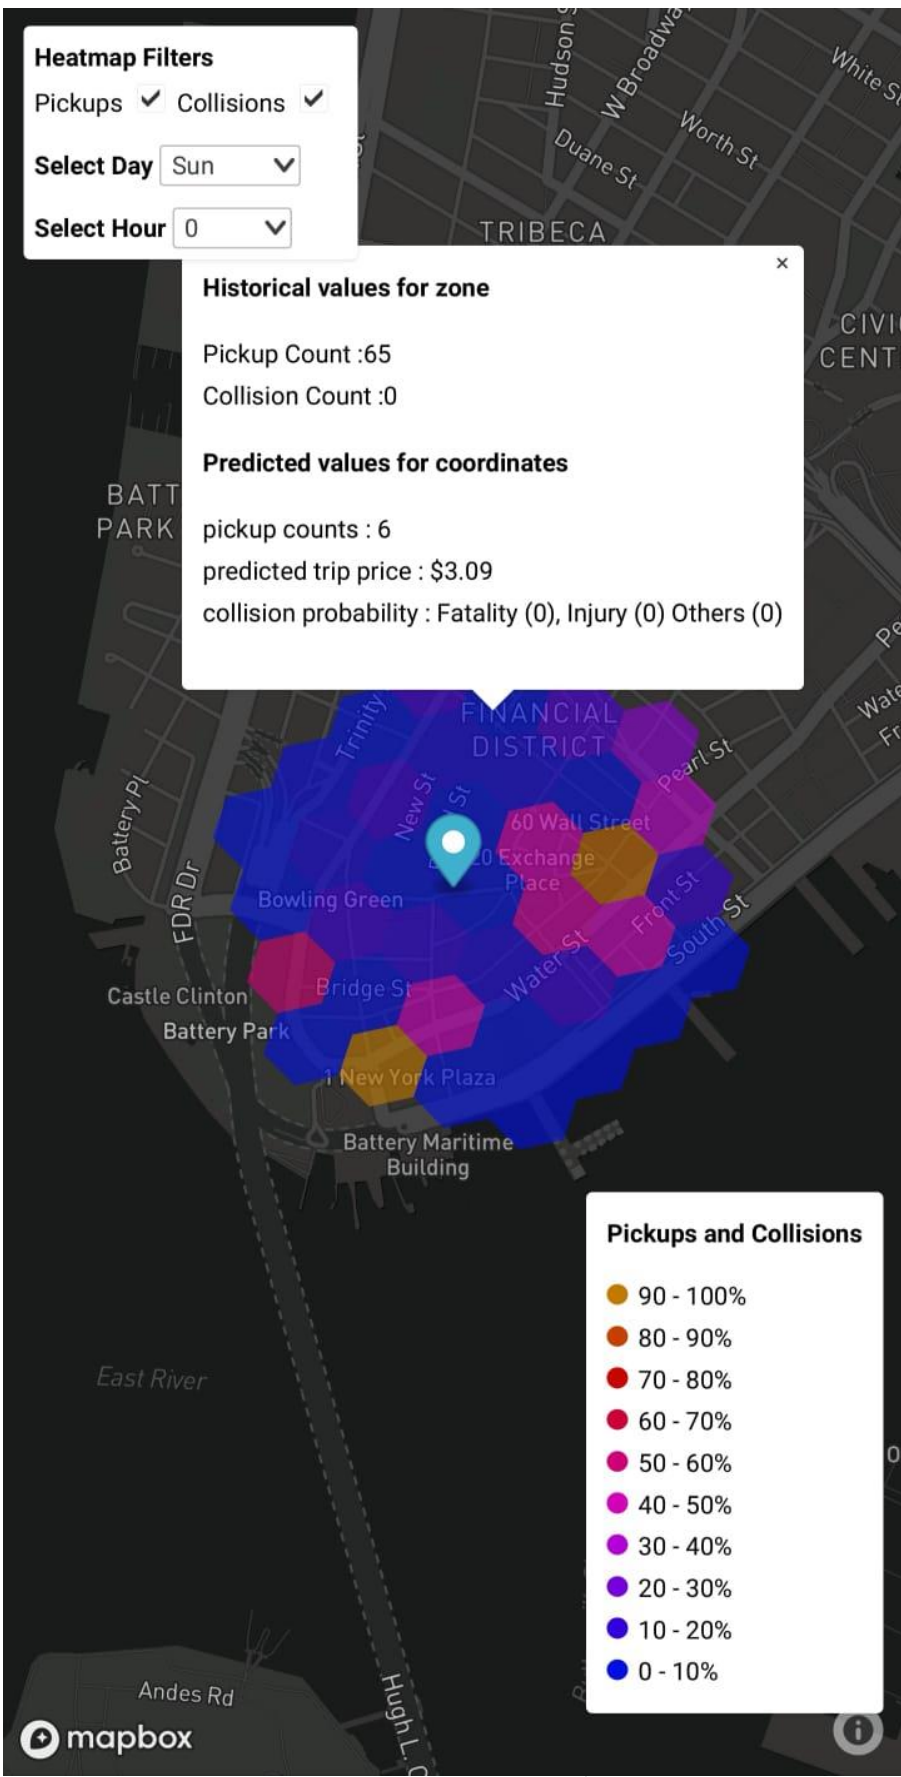 Heatmap Filters
Pickups Collisions
Select Day Sun
Select Hour 0
Hudson S
W Broadway
White St
Duane St
Worth St
TRIBECA
CIVI
CENT
Historical values for zone
×
Pickup Count :65
Collision Count :0
Predicted values for coordinates
pickup counts : 6
predicted trip price : $3.09
collision probability : Fatality (0), Injury (0) Others (0)
BATT
PARK
Pe
Wate
Fr
Trinity
FINANCIAL
DISTRICT
Pearl St
Battery Pl
New St
St
60 Wall Street
20 Exchange
Place
FDR Dr
Bowling Green
Front St
South St
Water St
Castle Clinton
Bridge St
Battery Park
1 New York Plaza
Battery Maritime
Building
Pickups and Collisions
90 - 100%
80 - 90%
70 - 80%
60 - 70%
50 - 60%
40 - 50%
30 - 40%
20 - 30%
10 - 20%
0 - 10%
East River
Andes Rd
Hugh L. C
mapbox